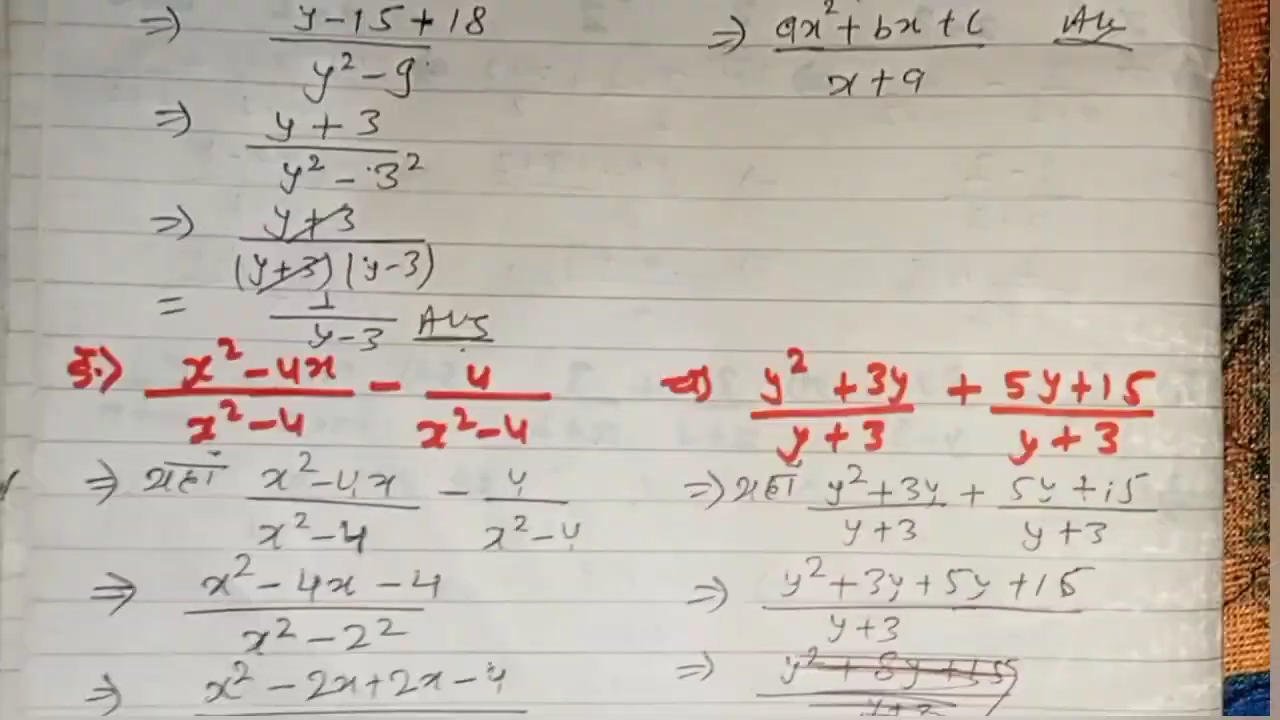 ⇒ y-15+18
y²-9
⇒ y+3
y²-3²
⇒ y+3
(y+3)(y-3)
= 1
y-3 Ans
⇒ ax²+bx+c Ans
x+a
ङ.) x²-4x/x²-4 - 4/x²-4
⇒ यहाँ x²-4x/x²-4 - 4/x²-4
⇒ x²-4x-4
x²-2²
⇒ x²-2x+2x-4
y²+3y/y+3 + 5y+15/y+3
⇒ यहाँ y²+3y/y+3 + 5y+15/y+3
⇒ y²+3y+5y+15
y+3
⇒ y²+8y+15